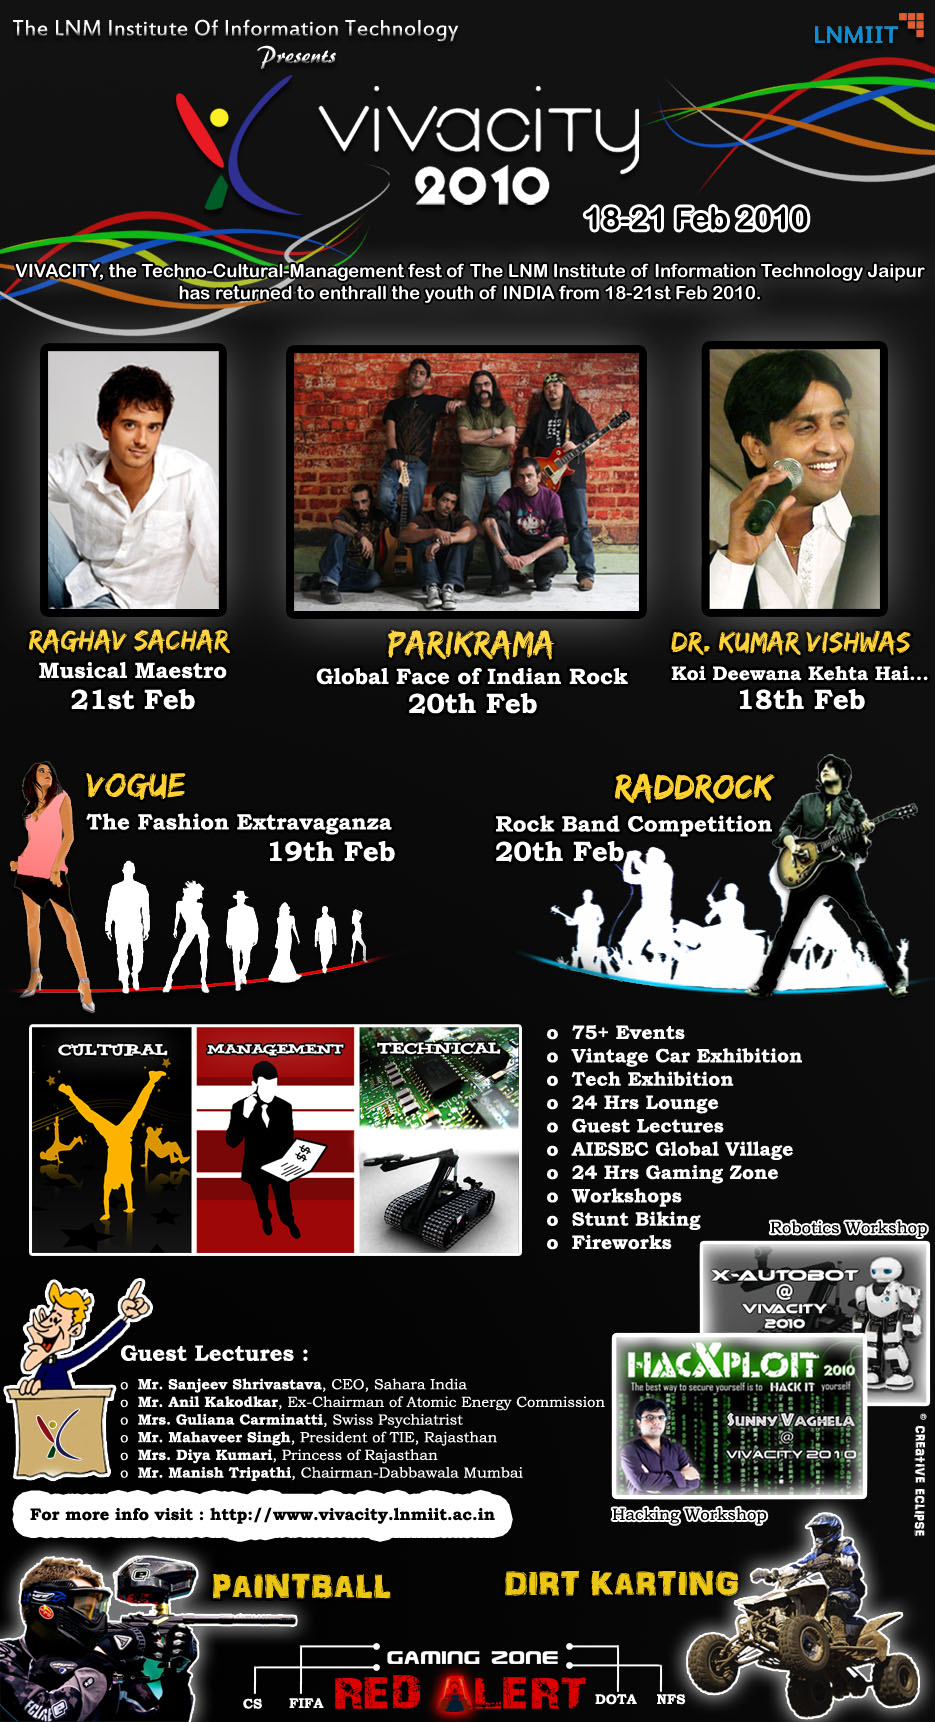 The LNM Institute Of Information Technology
Presents
LNMIIT
VIVACITY
2010
18-21 Feb 2010
VIVACITY, the Techno-Cultural-Management fest of The LNM Institute of Information Technology Jaipur
has returned to enthrall the youth of INDIA from 18-21st Feb 2010.
RAGHAV SACHAR
Musical Maestro
21st Feb
PARIKRAMA
Global Face of Indian Rock
20th Feb
DR. KUMAR VISHWAS
Koi Deewana Kehta Hai...
18th Feb
VOGUE
The Fashion Extravaganza
19th Feb
RADDROCK
Rock Band Competition
20th Feb
CULTURAL
MANAGEMENT
$$
$$
TECHNICAL
o 75+ Events
o Vintage Car Exhibition
o Tech Exhibition
o 24 Hrs Lounge
o Guest Lectures
o AIESEC Global Village
o 24 Hrs Gaming Zone
o Workshops
o Stunt Biking
o Fireworks
Robotics Workshop
X-AUTOBOT
@
VIVACITY
2010
HACXPLOIT 2010
The best way to secure yourself is to HACK IT yourself
SUNNY VAGHELA
@
VIVACITY 2010
Hacking Workshop
© CREATIVE ECLIPSE
Guest Lectures :
o Mr. Sanjeev Shrivastava, CEO, Sahara India
o Mr. Anil Kakodkar, Ex-Chairman of Atomic Energy Commission
o Mrs. Guliana Carminatti, Swiss Psychiatrist
o Mr. Mahaveer Singh, President of TIE, Rajasthan
o Mrs. Diya Kumari, Princess of Rajasthan
o Mr. Manish Tripathi, Chairman-Dabbawala Mumbai
For more info visit : http://www.vivacity.lnmiit.ac.in
PAINTBALL
DIRT KARTING
GAMING ZONE
RED ALERT
CS
FIFA
DOTA
NFS